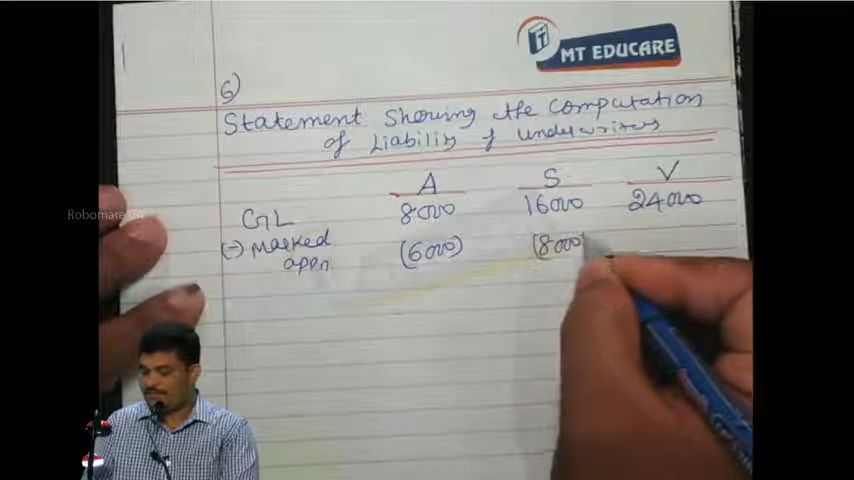 MT EDUCARE
6)
Statement Showing the Computation
of Liability of underwriters
A S V
GL 8000 16000 24000
(-) Marked (6000) (8000)
appn
Robomate